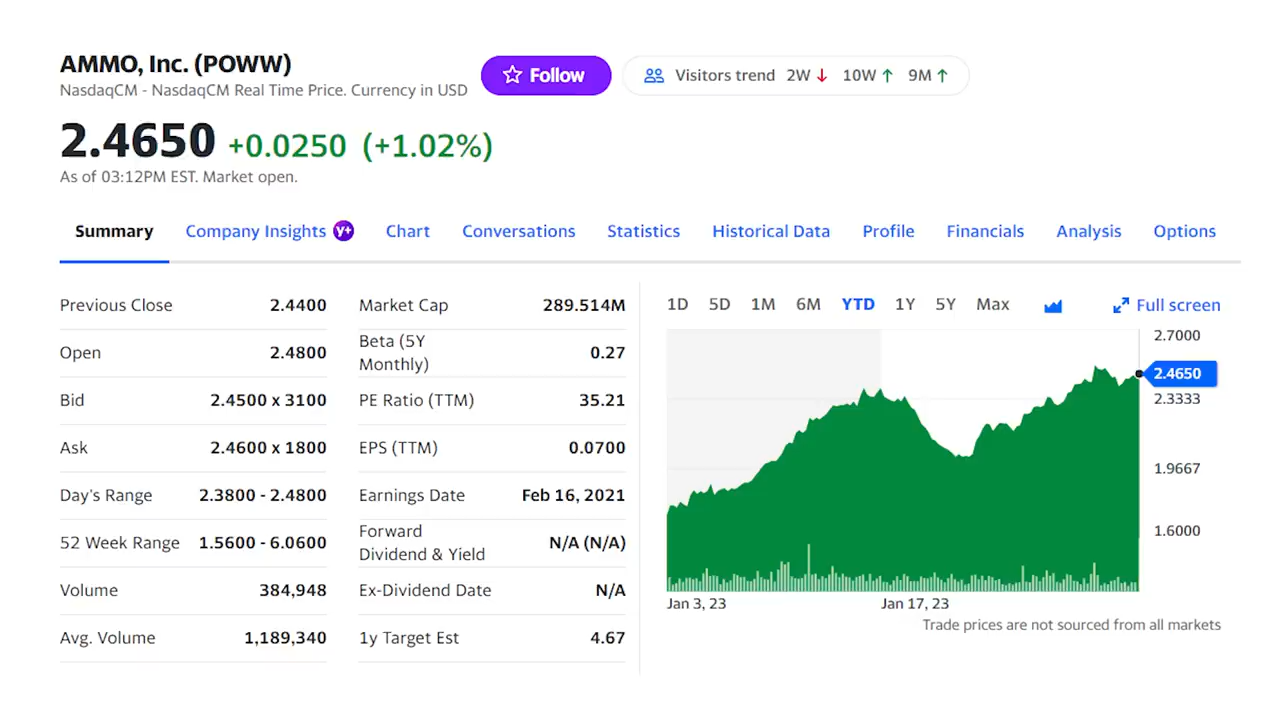 AMMO, Inc. (POWW)
NasdaqCM - NasdaqCM Real Time Price. Currency in USD
Follow
Visitors trend 2W ↓ 10W ↑ 9M ↑
2.4650 +0.0250 (+1.02%)
As of 03:12PM EST. Market open.
Summary Company Insights Y+ Chart Conversations Statistics Historical Data Profile Financials Analysis Options
Previous Close 2.4400
Open 2.4800
Bid 2.4500 x 3100
Ask 2.4600 x 1800
Day's Range 2.3800 - 2.4800
52 Week Range 1.5600 - 6.0600
Volume 384,948
Avg. Volume 1,189,340
Market Cap 289.514M
Beta (5Y
Monthly) 0.27
PE Ratio (TTM) 35.21
EPS (TTM) 0.0700
Earnings Date Feb 16, 2021
Forward
Dividend & Yield N/A (N/A)
Ex-Dividend Date N/A
1y Target Est 4.67
1D 5D 1M 6M YTD 1Y 5Y Max Full screen
2.7000
2.4650
2.3333
1.9667
1.6000
Jan 3, 23 Jan 17, 23
Trade prices are not sourced from all markets